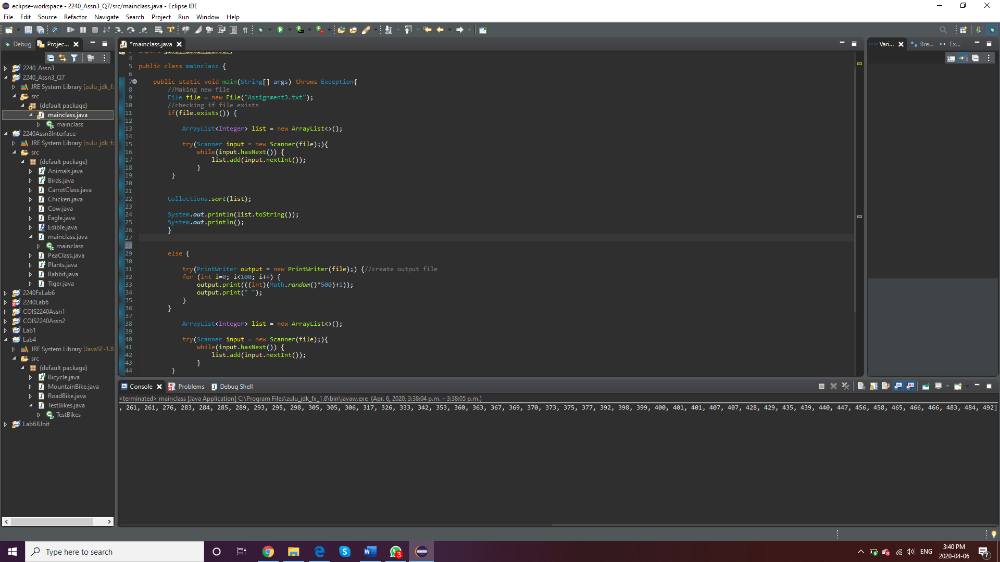 eclipse-workspace - 2240_Assn3_Q7/src/mainclass.java - Eclipse IDE
File Edit Source Refactor Navigate Search Project Run Window Help
Debug Projec...
*mainclass.java
Vari... Bre... Ex...
2240_Assn3
2240_Assn3_Q7
JRE System Library [zulu_jdk_f
src
(default package)
mainclass.java
mainclass
2240Assn3Interface
JRE System Library [zulu_jdk_f
src
(default package)
Animals.java
Birds.java
CarrotClass.java
Chicken.java
Cow.java
Eagle.java
Edible.java
mainclass.java
mainclass
PeaClass.java
Plants.java
Rabbit.java
Tiger.java
2240FxLab6
2240Lab6
COIS2240Assn1
COIS2240Assn2
Lab1
Lab4
JRE System Library [JavaSE-1.8
src
(default package)
Bicycle.java
MountainBike.java
RoadBike.java
TestBikes.java
TestBikes
Lab6JUnit
4
5 public class mainclass {
6
7 public static void main(String[] args) throws Exception{
8 //Making new file
9 File file = new File("Assignment3.txt");
10 //checking if file exists
11 if(file.exists()) {
12
13 ArrayList<Integer> list = new ArrayList<>();
14
15 try(Scanner input = new Scanner(file);){
16 while(input.hasNext()) {
17 list.add(input.nextInt());
18 }
19 }
20
21
22 Collections.sort(list);
23
24 System.out.println(list.toString());
25 System.out.println();
26 }
27
28
29 else {
30
31 try(PrintWriter output = new PrintWriter(file);) {//create output file
32 for (int i=0; i<100; i++) {
33 output.print(((int)(Math.random()*500)+1));
34 output.print(" ");
35 }
36 }
37
38 ArrayList<Integer> list = new ArrayList<>();
39
40 try(Scanner input = new Scanner(file);){
41 while(input.hasNext()) {
42 list.add(input.nextInt());
43 }
44 }
Console Problems Debug Shell
<terminated> mainclass [Java Application] C:\Program Files\zulu_jdk_fx_1.8\bin\javaw.exe (Apr. 6, 2020, 3:38:04 p.m. – 3:38:05 p.m.)
, 261, 261, 276, 283, 284, 285, 289, 293, 295, 298, 305, 305, 306, 317, 326, 333, 342, 353, 360, 363, 367, 369, 370, 373, 375, 377, 392, 398, 399, 400, 401, 401, 407, 407, 428, 429, 435, 439, 440, 447, 456, 458, 465, 466, 466, 483, 484, 492]
Type here to search
3
ENG
3:40 PM
2020-04-06
7